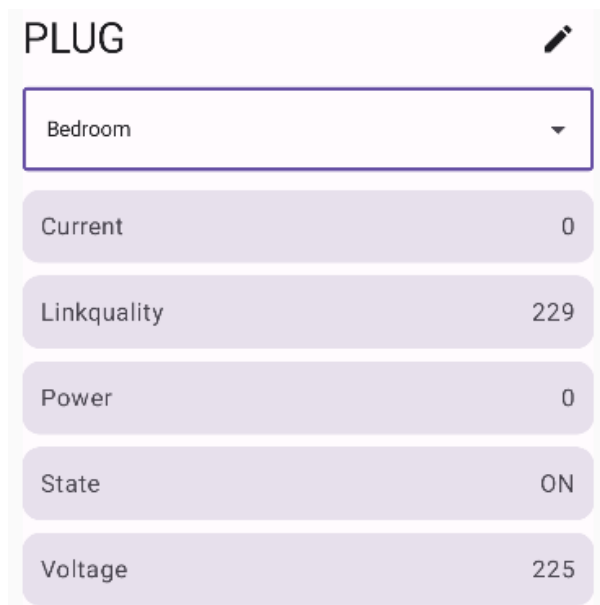 PLUG
Bedroom
Current 0
Linkquality 229
Power 0
State ON
Voltage 225